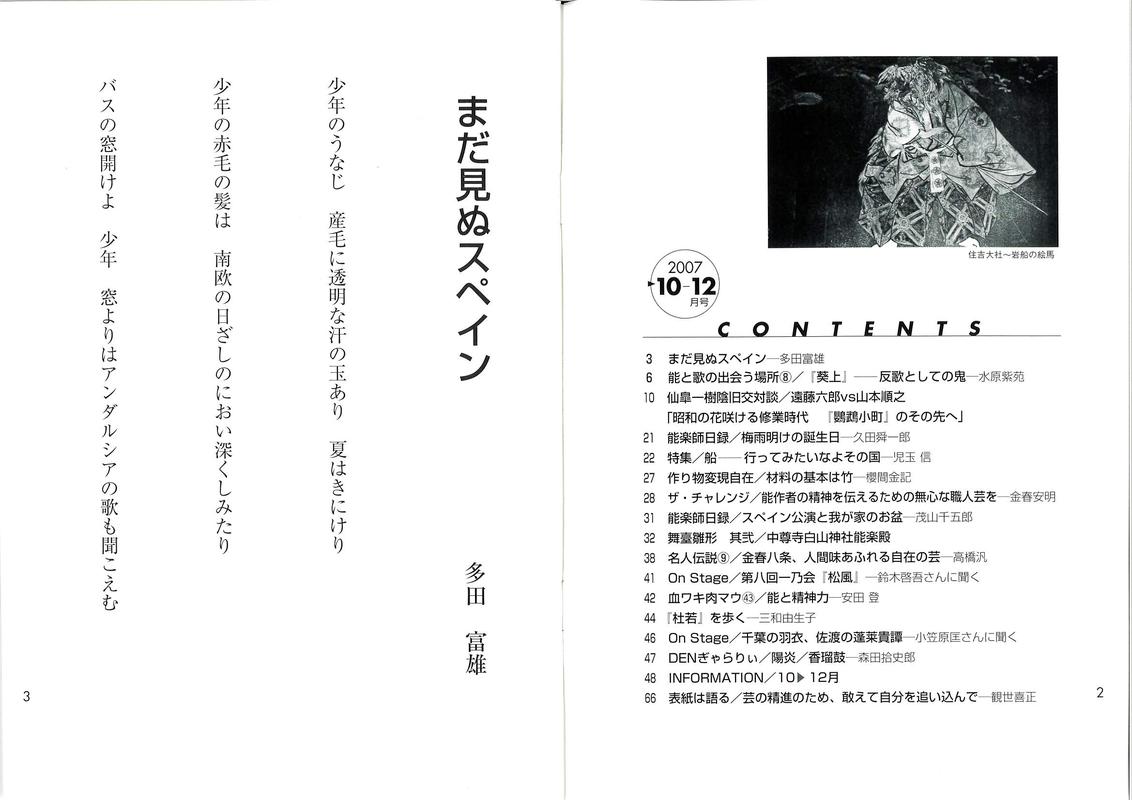 住吉大社〜岩船の絵馬
2007
10-12
月号
CONTENTS
3 まだ見ぬスペイン―多田富雄
6 能と歌の出会う場所⑧／『葵上』――反歌としての鬼―水原紫苑
10 仙皐一樹陰旧交対談／遠藤六郎vs山本順之
「昭和の花咲ける修業時代 『鸚鵡小町』のその先へ」
21 能楽師日録／梅雨明けの誕生日―久田舜一郎
22 特集／船――行ってみたいなよその国―児玉 信
27 作り物変現自在／材料の基本は竹―櫻間金記
28 ザ・チャレンジ／能作者の精神を伝えるための無心な職人芸を―金春安明
31 能楽師日録／スペイン公演と我が家のお盆―茂山千五郎
32 舞臺雛形 其弐／中尊寺白山神社能楽殿
38 名人伝説⑨／金春八条、人間味あふれる自在の芸―高橋汎
41 On Stage／第八回一乃会『松風』―鈴木啓吾さんに聞く
42 血ワキ肉マウ㊸／能と精神力―安田 登
44 『杜若』を歩く―三和由生子
46 On Stage／千葉の羽衣、佐渡の蓬莱貴譚―小笠原匡さんに聞く
47 DENぎゃらりぃ／陽炎／香瑠鼓―森田拾史郎
48 INFORMATION／10▶12月
66 表紙は語る／芸の精進のため、敢えて自分を追い込んで―観世喜正
2
まだ見ぬスペイン
多田 富雄
少年のうなじ 産毛に透明な汗の玉あり 夏はきにけり
少年の赤毛の髪は 南欧の日ざしのにおい深くしみたり
バスの窓開けよ 少年 窓よりはアンダルシアの歌も聞こえむ
3